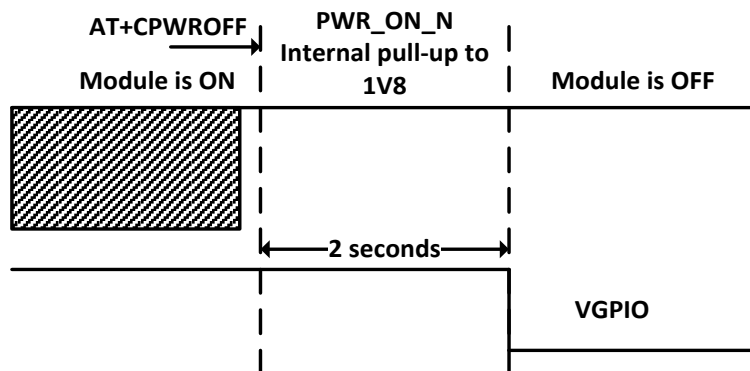 AT+CPWROFF
PWR_ON_N
Internal pull-up to
1V8
Module is ON
Module is OFF
2 seconds
VGPIO